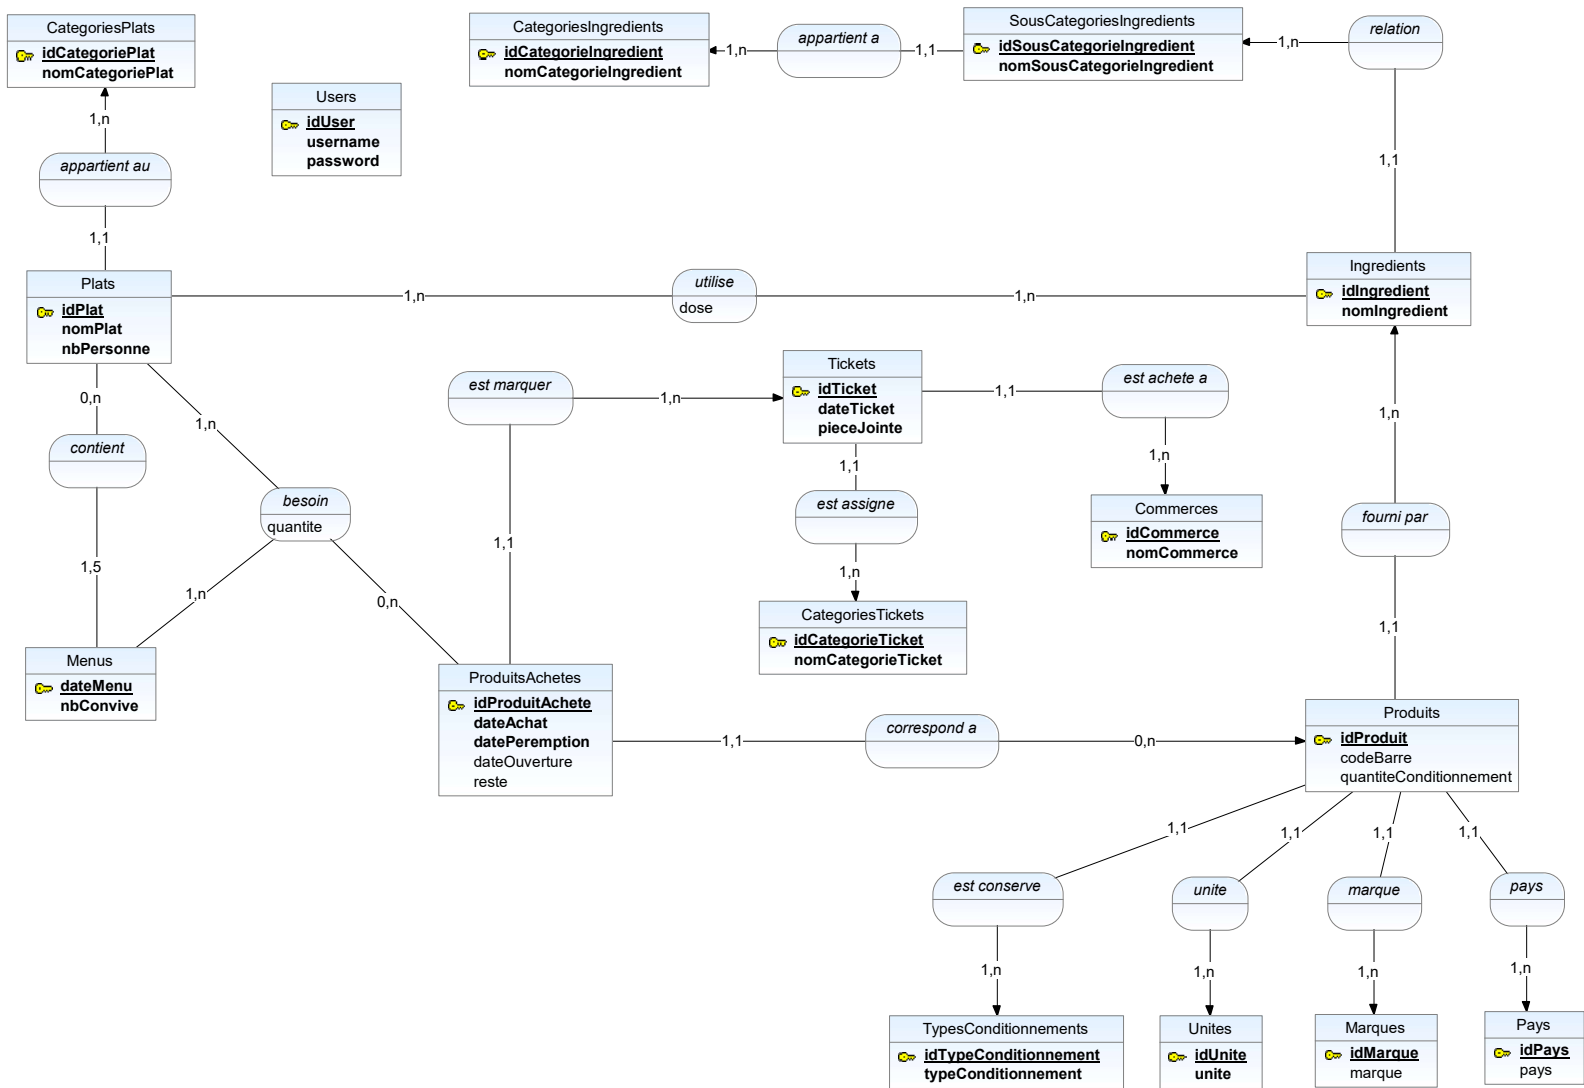 CategoriesPlats
idCategoriePlat
nomCategoriePlat
1,n
appartient au
1,1
Users
idUser
username
password
CategoriesIngredients
idCategorieIngredient
nomCategorieIngredient
1,n
appartient a
1,1
SousCategoriesIngredients
idSousCategorieIngredient
nomSousCategorieIngredient
1,n
relation
1,1
Plats
idPlat
nomPlat
nbPersonne
1,n
utilise
dose
1,n
Ingredients
idIngredient
nomIngredient
0,n
contient
1,5
1,n
besoin
quantite
1,n
0,n
est marquer
1,n
1,1
Tickets
idTicket
dateTicket
pieceJointe
1,1
est achete a
1,n
Commerces
idCommerce
nomCommerce
1,1
est assigne
1,n
CategoriesTickets
idCategorieTicket
nomCategorieTicket
1,n
fourni par
1,1
Menus
dateMenu
nbConvive
ProduitsAchetes
idProduitAchete
dateAchat
datePeremption
dateOuverture
reste
1,1
correspond a
0,n
Produits
idProduit
codeBarre
quantiteConditionnement
1,1
1,1
1,1
1,1
est conserve
unite
marque
pays
1,n
1,n
1,n
1,n
TypesConditionnements
idTypeConditionnement
typeConditionnement
Unites
idUnite
unite
Marques
idMarque
marque
Pays
idPays
pays